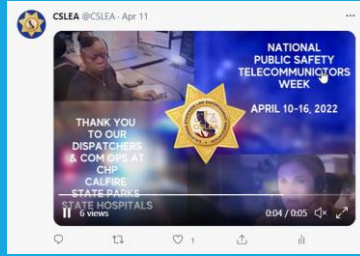 CSLEA @CSLEA · Apr 11
NATIONAL
PUBLIC SAFETY
TELECOMMUNICTORS
WEEK
APRIL 10-16, 2022
THANK YOU
TO OUR
DISPATCHERS
& COM OPS AT
CHP
CALFIRE
STATE PARKS
STATE HOSPITALS
6 views
0:04 / 0:05
1